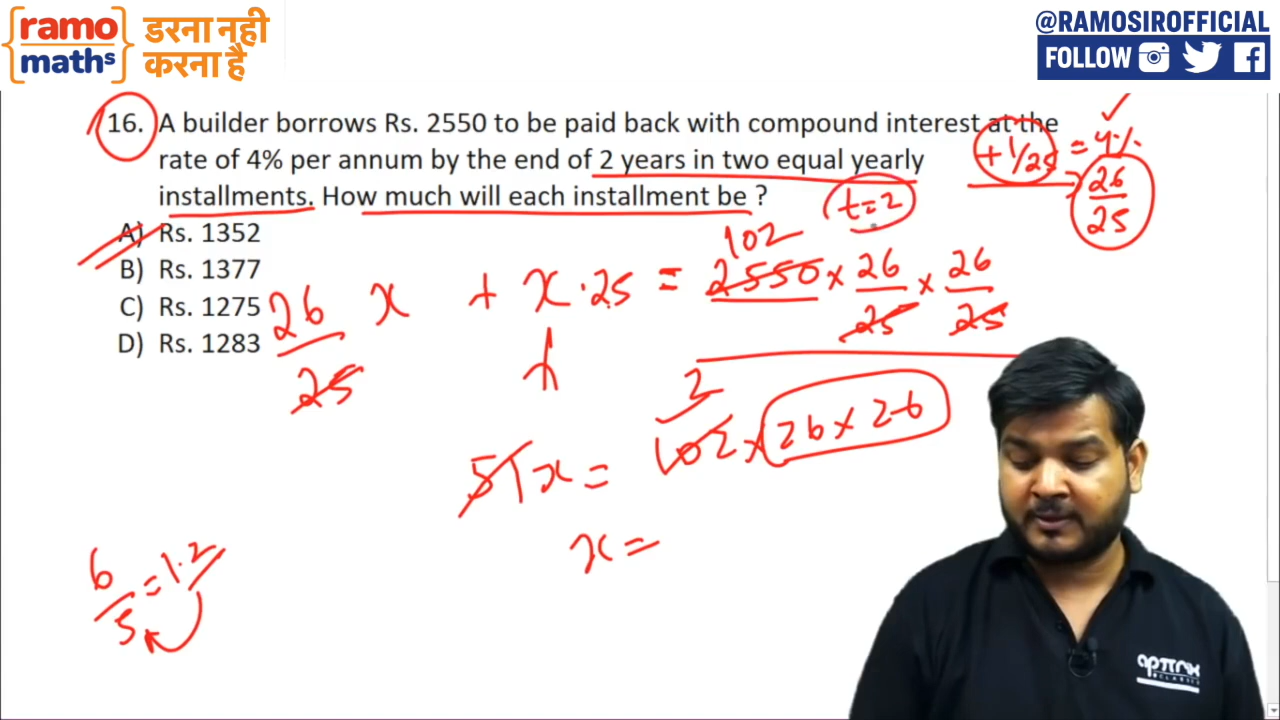 ramo
maths
डरना नही
करना है
@RAMOSIROFFICIAL
FOLLOW
16. A builder borrows Rs. 2550 to be paid back with compound interest at the
rate of 4% per annum by the end of 2 years in two equal yearly
installments. How much will each installment be ?
A) Rs. 1352
B) Rs. 1377
C) Rs. 1275
D) Rs. 1283
+1/25 = 4%
26/25
t=2
102
26/25 x + x·25 = 2550 × 26/25 × 26/25
2
51x = 102 × 26 × 26
x =
6/5 = 1.2
apttrix
CLASSES